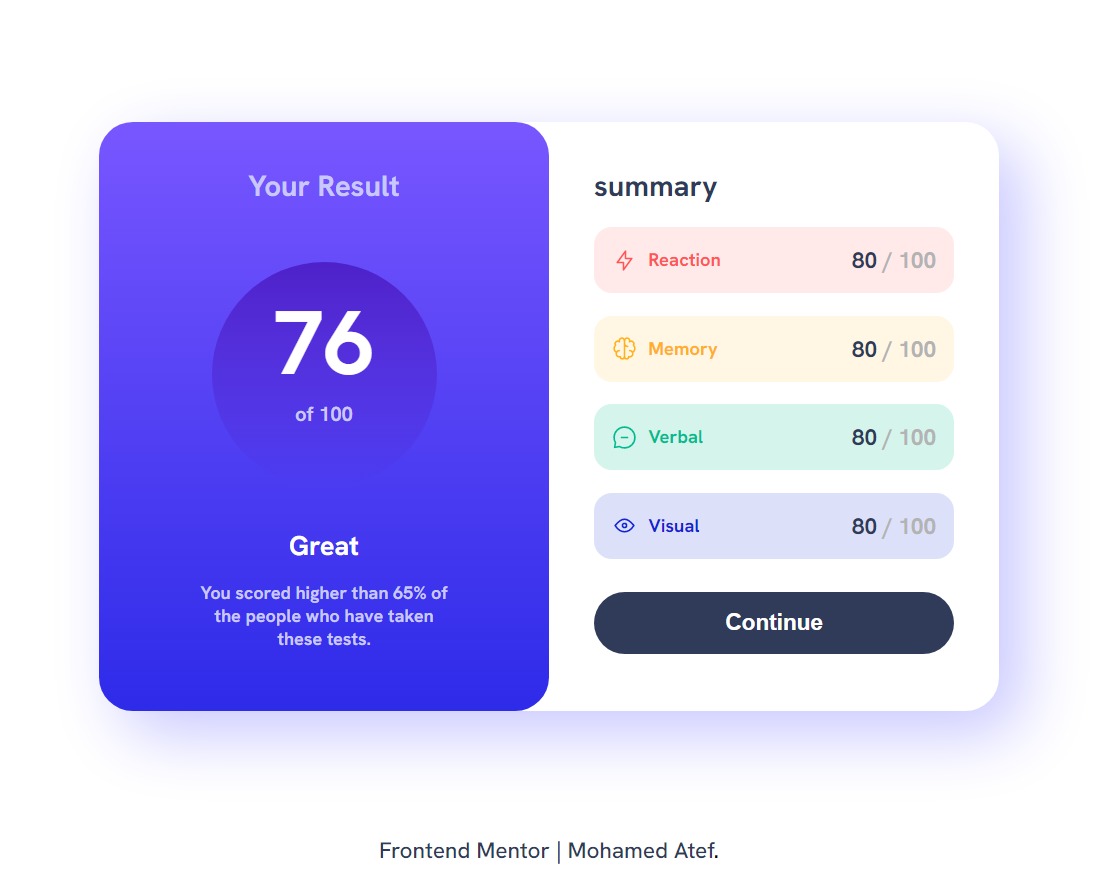 Your Result
76
of 100
Great
You scored higher than 65% of
the people who have taken
these tests.
summary
Reaction 80 / 100
Memory 80 / 100
Verbal 80 / 100
Visual 80 / 100
Continue
Frontend Mentor | Mohamed Atef.